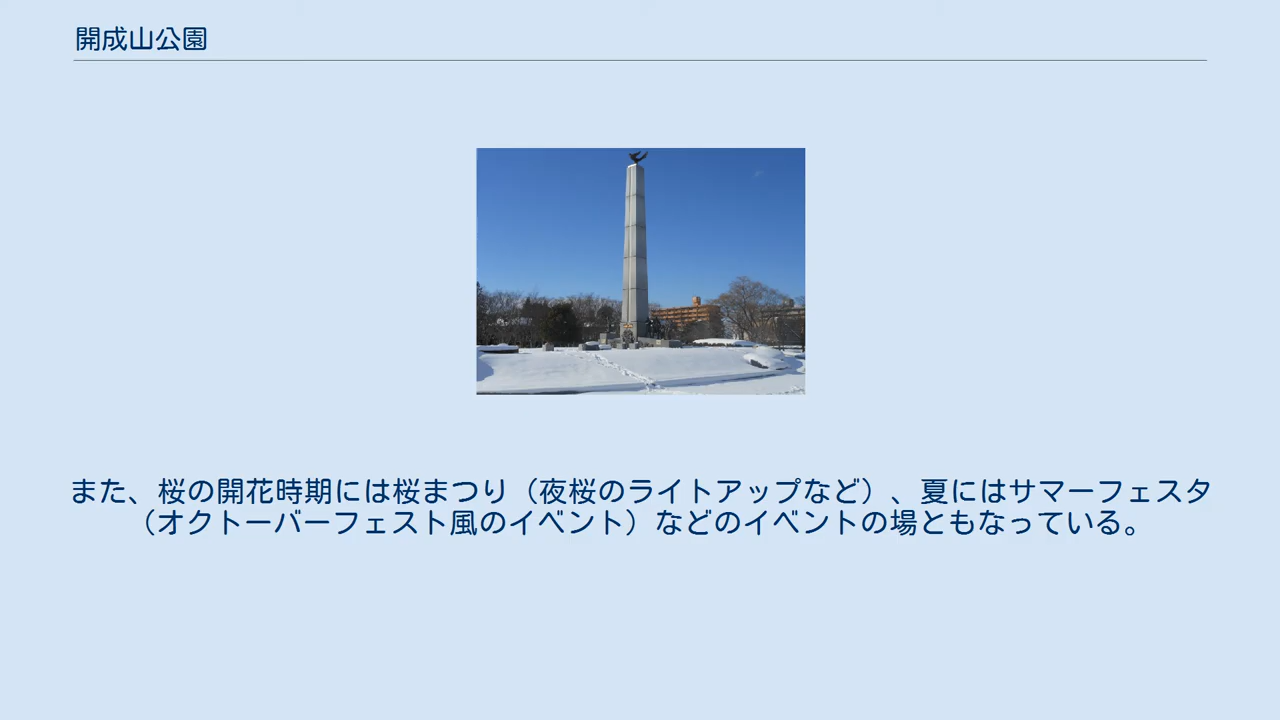 開成山公園
また、桜の開花時期には桜まつり（夜桜のライトアップなど）、夏にはサマーフェスタ
（オクトーバーフェスト風のイベント）などのイベントの場ともなっている。